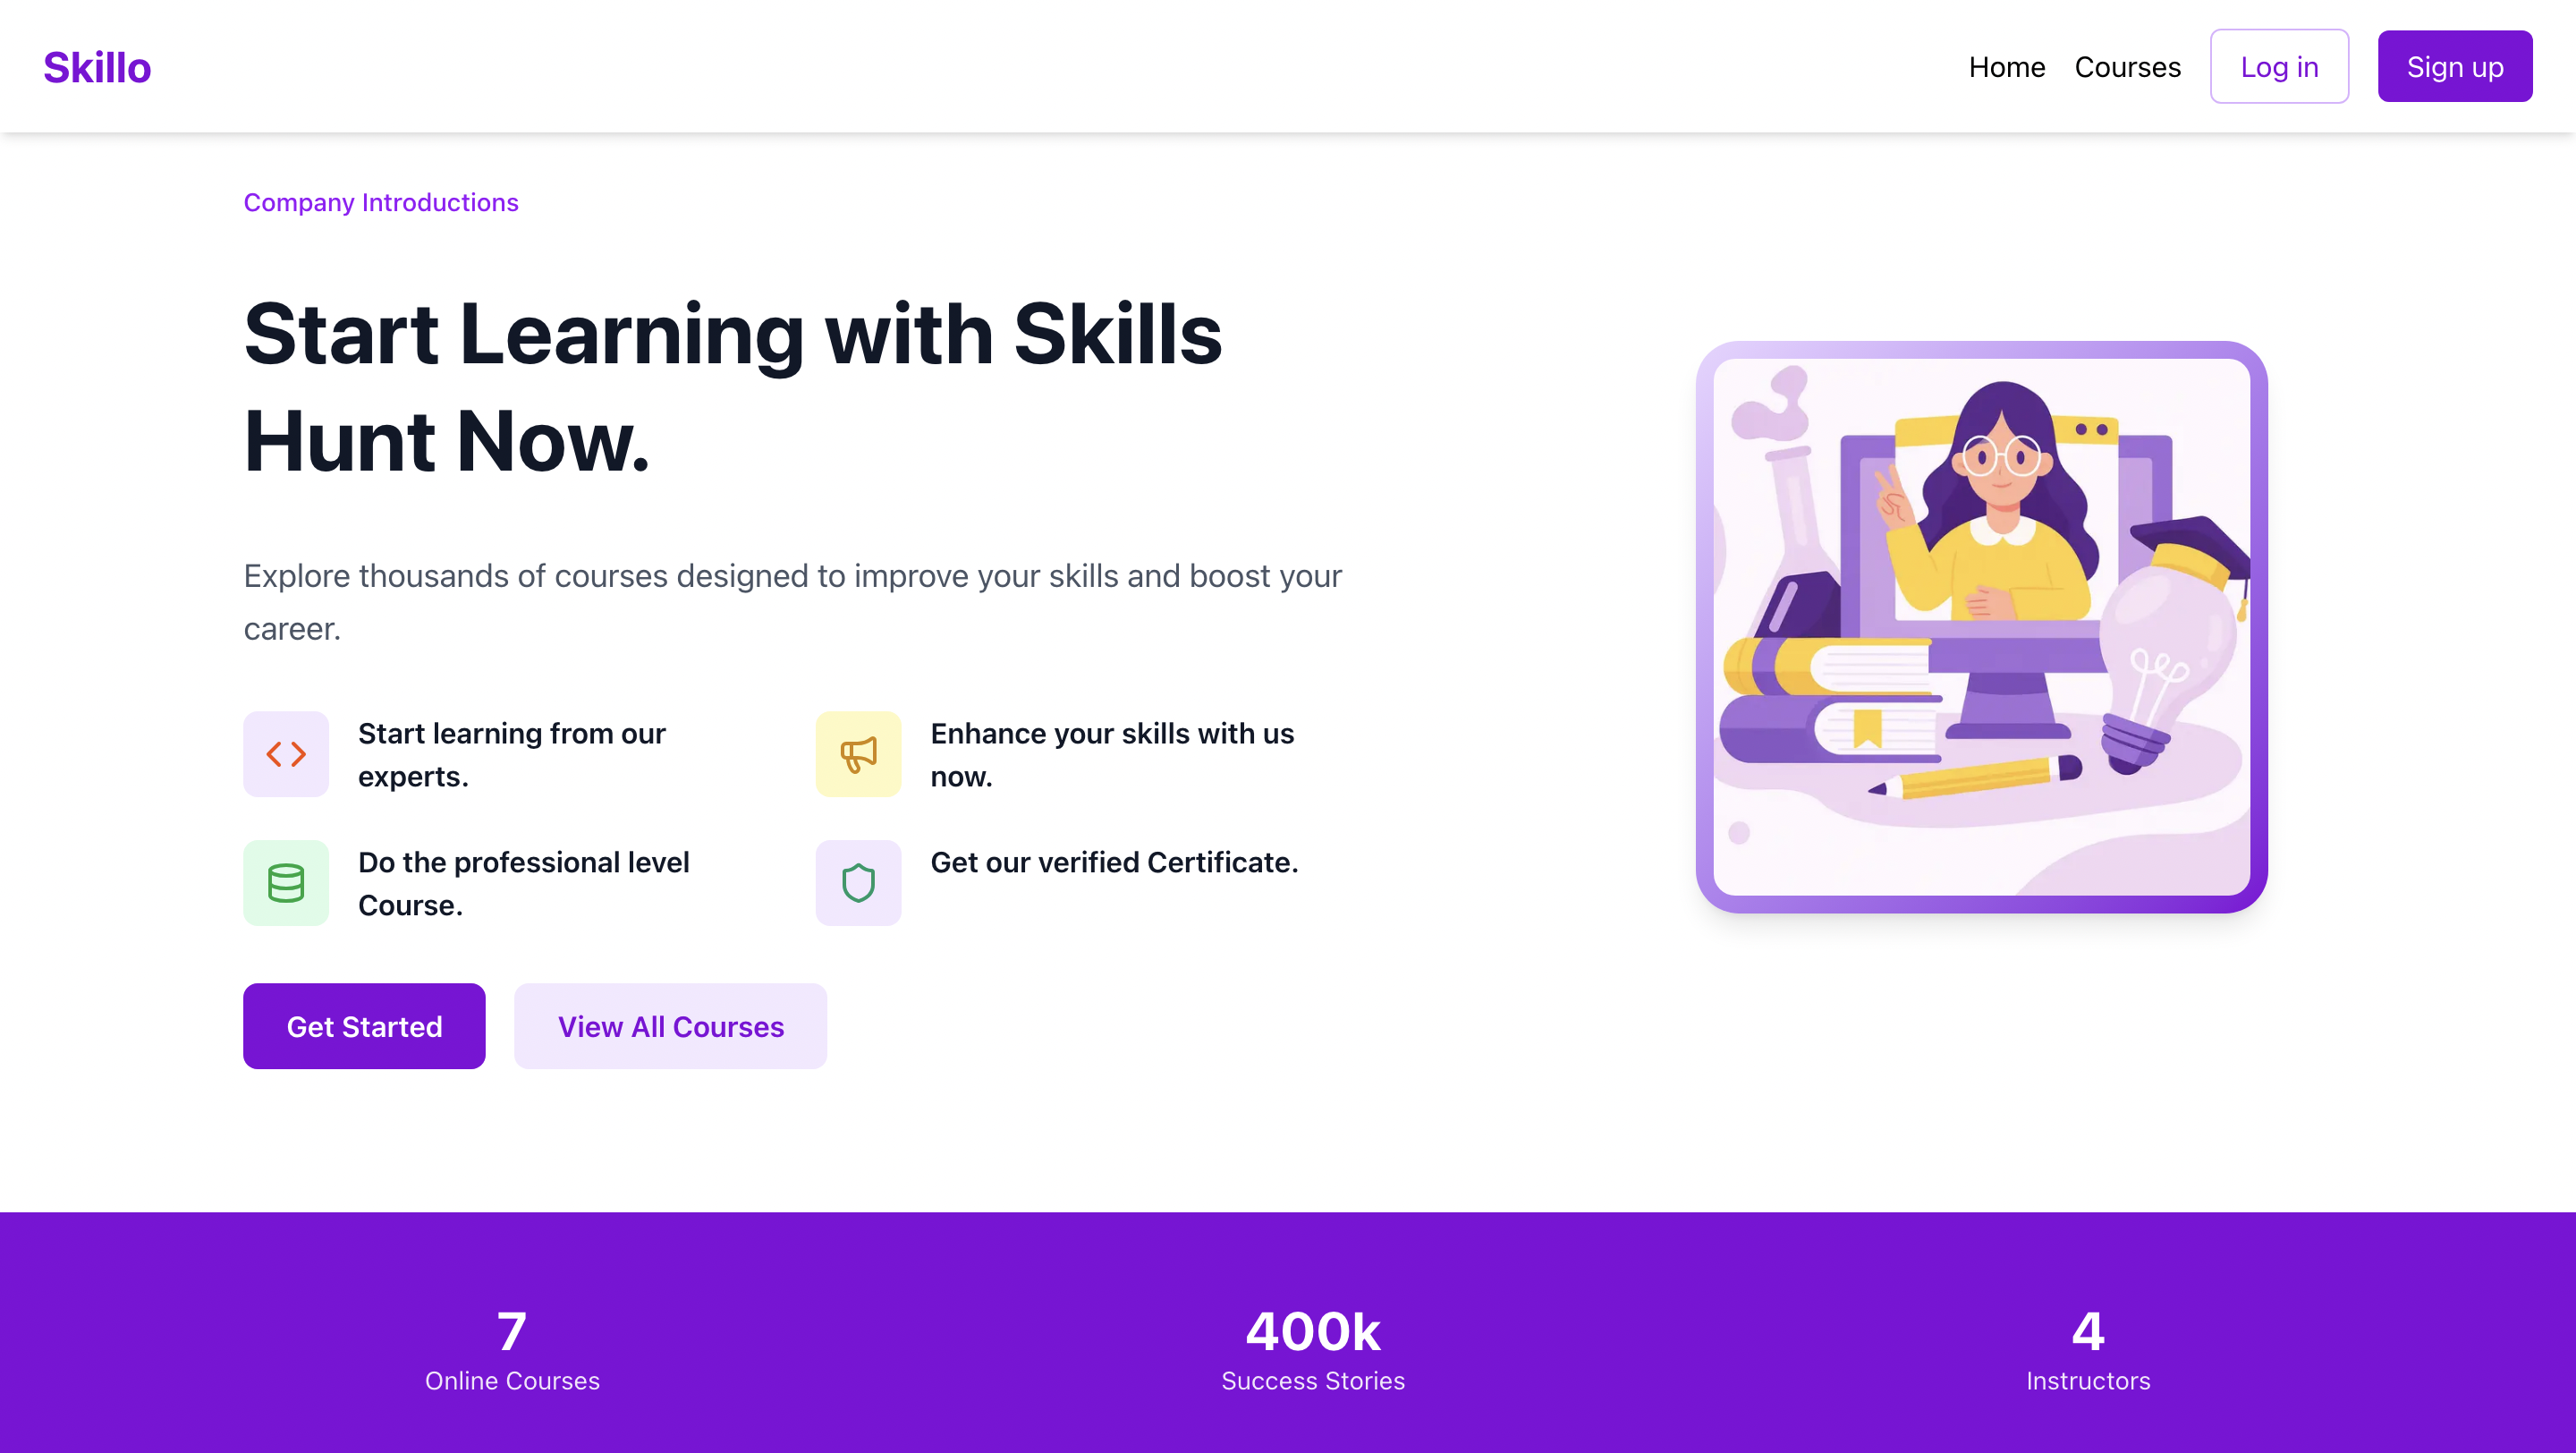 Skillo
Home
Courses
Log in
Sign up
Company Introductions
Start Learning with Skills
Hunt Now.
Explore thousands of courses designed to improve your skills and boost your
career.
Start learning from our
experts.
Enhance your skills with us
now.
Do the professional level
Course.
Get our verified Certificate.
Get Started
View All Courses
7
Online Courses
400k
Success Stories
4
Instructors